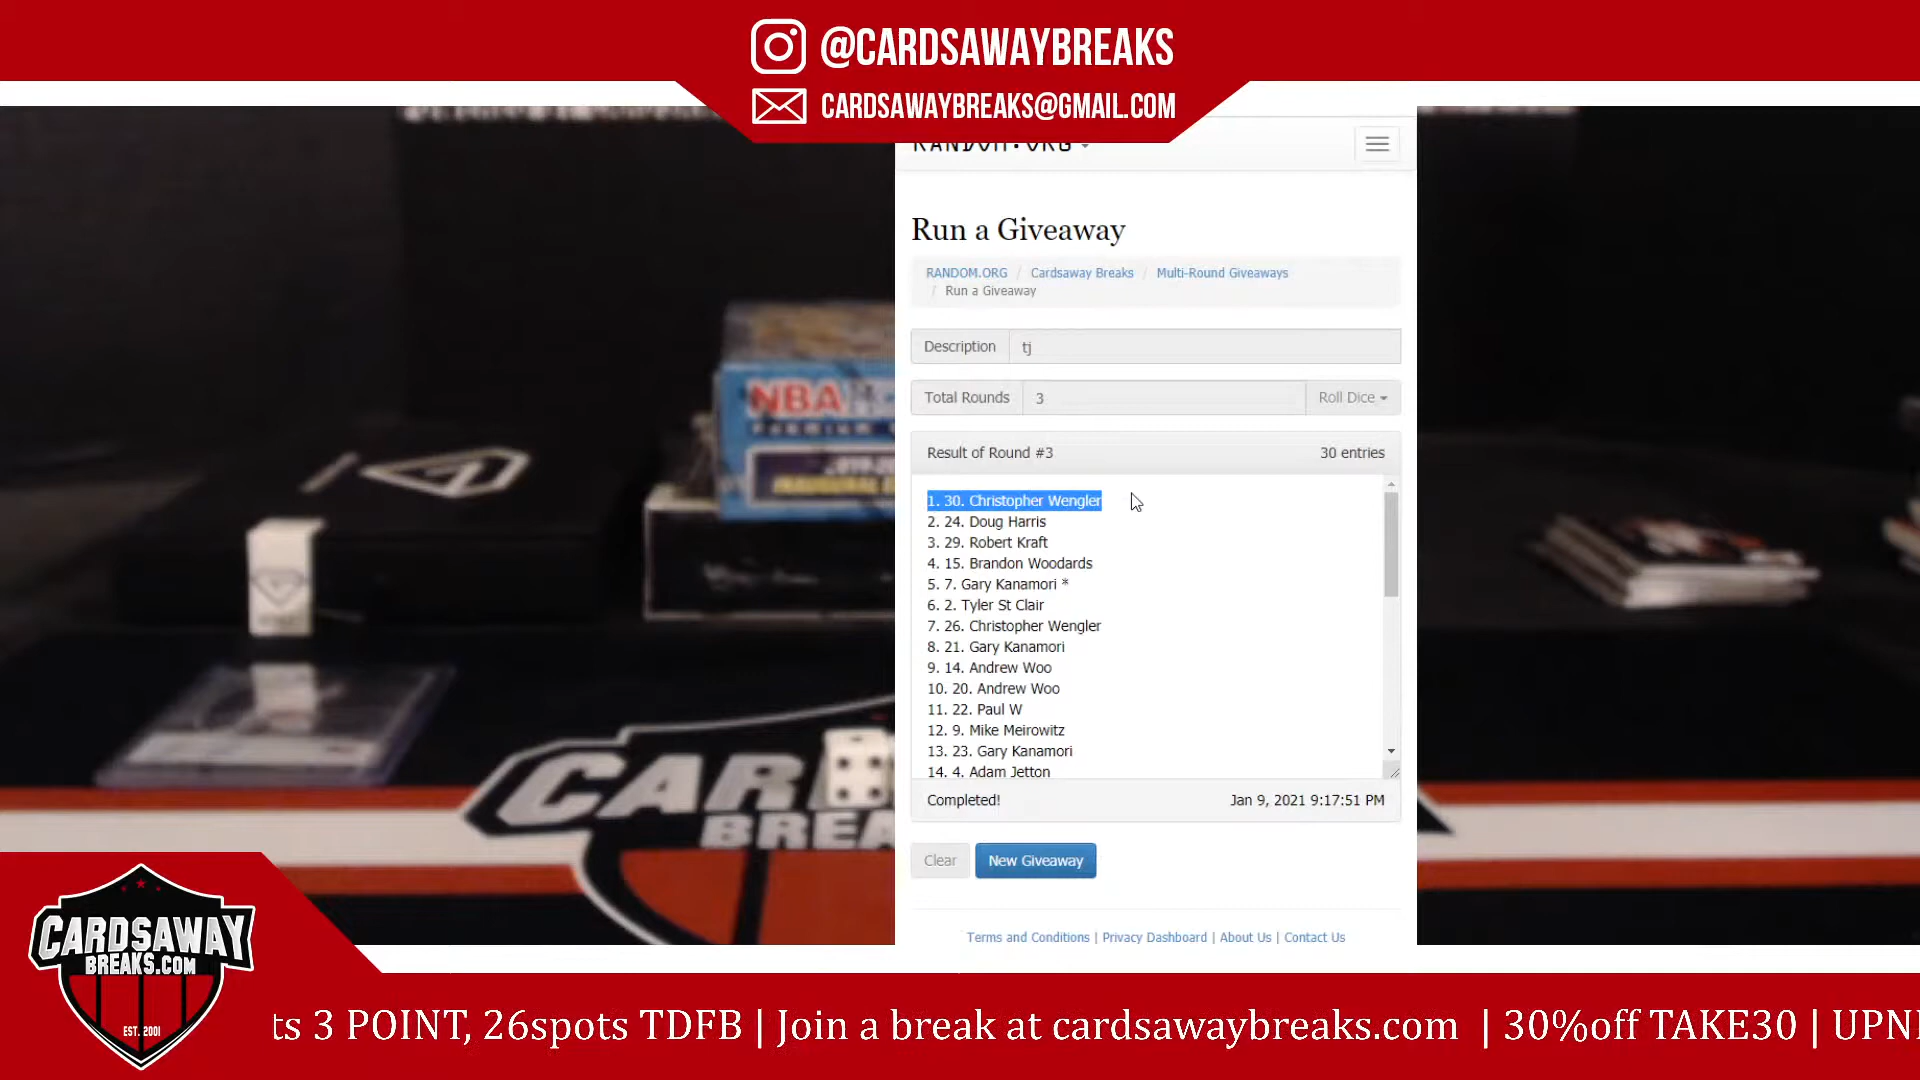 @CARDSAWAYBREAKS
CARDSAWAYBREAKS@GMAIL.COM
RANDOM.ORG
Run a Giveaway
RANDOM.ORG / Cardsaway Breaks / Multi-Round Giveaways
/ Run a Giveaway
Description tj
Total Rounds 3 Roll Dice
Result of Round #3 30 entries
1. 30. Christopher Wengler
2. 24. Doug Harris
3. 29. Robert Kraft
4. 15. Brandon Woodards
5. 7. Gary Kanamori *
6. 2. Tyler St Clair
7. 26. Christopher Wengler
8. 21. Gary Kanamori
9. 14. Andrew Woo
10. 20. Andrew Woo
11. 22. Paul W
12. 9. Mike Meirowitz
13. 23. Gary Kanamori
14. 4. Adam Jetton
Completed! Jan 9, 2021 9:17:51 PM
Clear New Giveaway
Terms and Conditions | Privacy Dashboard | About Us | Contact Us
NBA
CAR
BREA
CARDSAWAY
BREAKS.COM
EST. 2001
ts 3 POINT, 26spots TDFB | Join a break at cardsawaybreaks.com | 30%off TAKE30 | UPN